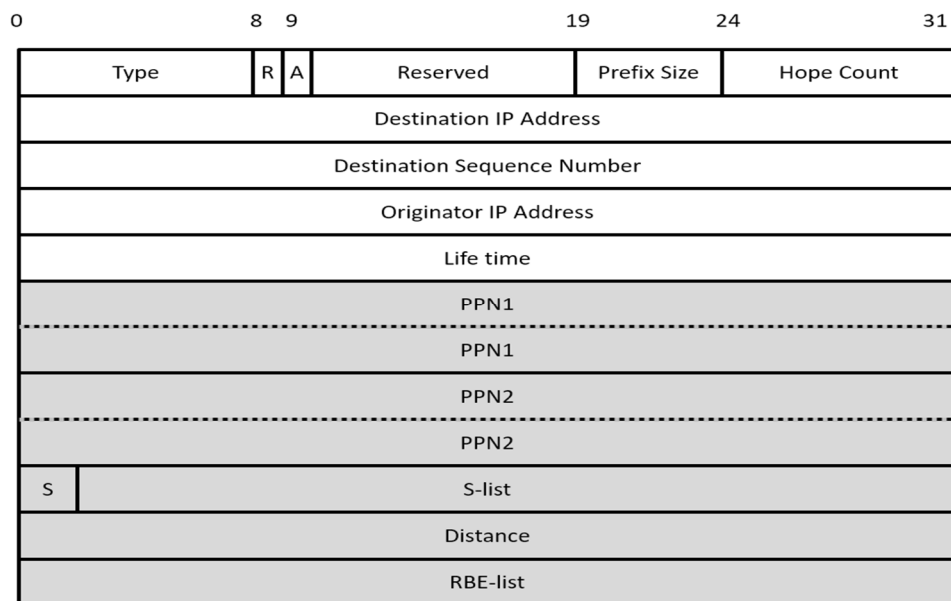 0 8 9 19 24 31
Type R A Reserved Prefix Size Hope Count
Destination IP Address
Destination Sequence Number
Originator IP Address
Life time
PPN1
PPN1
PPN2
PPN2
S S-list
Distance
RBE-list